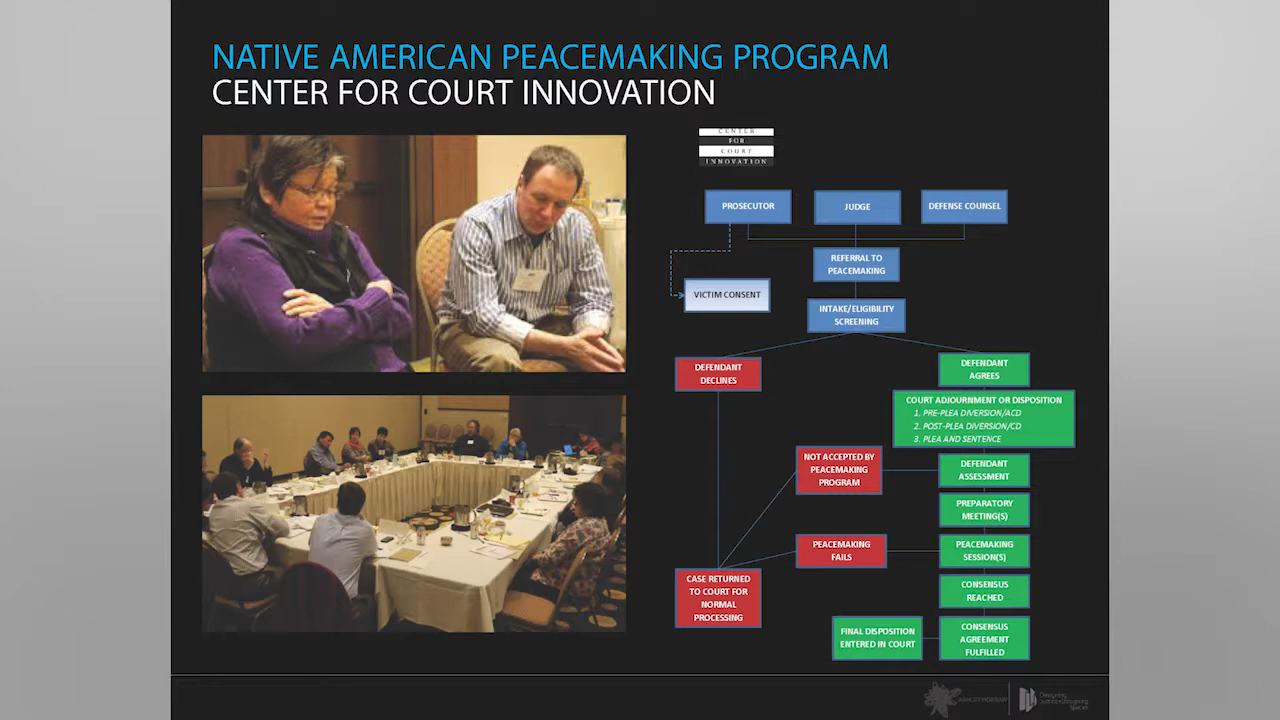 NATIVE AMERICAN PEACEMAKING PROGRAM
CENTER FOR COURT INNOVATION
CENTER
FOR
COURT
INNOVATION
PROSECUTOR
JUDGE
DEFENSE COUNSEL
REFERRAL TO
PEACEMAKING
VICTIM CONSENT
INTAKE/ELIGIBILITY
SCREENING
DEFENDANT
DECLINES
DEFENDANT
AGREES
COURT ADJOURNMENT OR DISPOSITION
1. PRE-PLEA DIVERSION/ACD
2. POST-PLEA DIVERSION/CD
3. PLEA AND SENTENCE
NOT ACCEPTED BY
PEACEMAKING
PROGRAM
DEFENDANT
ASSESSMENT
PREPARATORY
MEETING(S)
PEACEMAKING
FAILS
PEACEMAKING
SESSION(S)
CASE RETURNED
TO COURT FOR
NORMAL
PROCESSING
CONSENSUS
REACHED
FINAL DISPOSITION
ENTERED IN COURT
CONSENSUS
AGREEMENT
FULFILLED